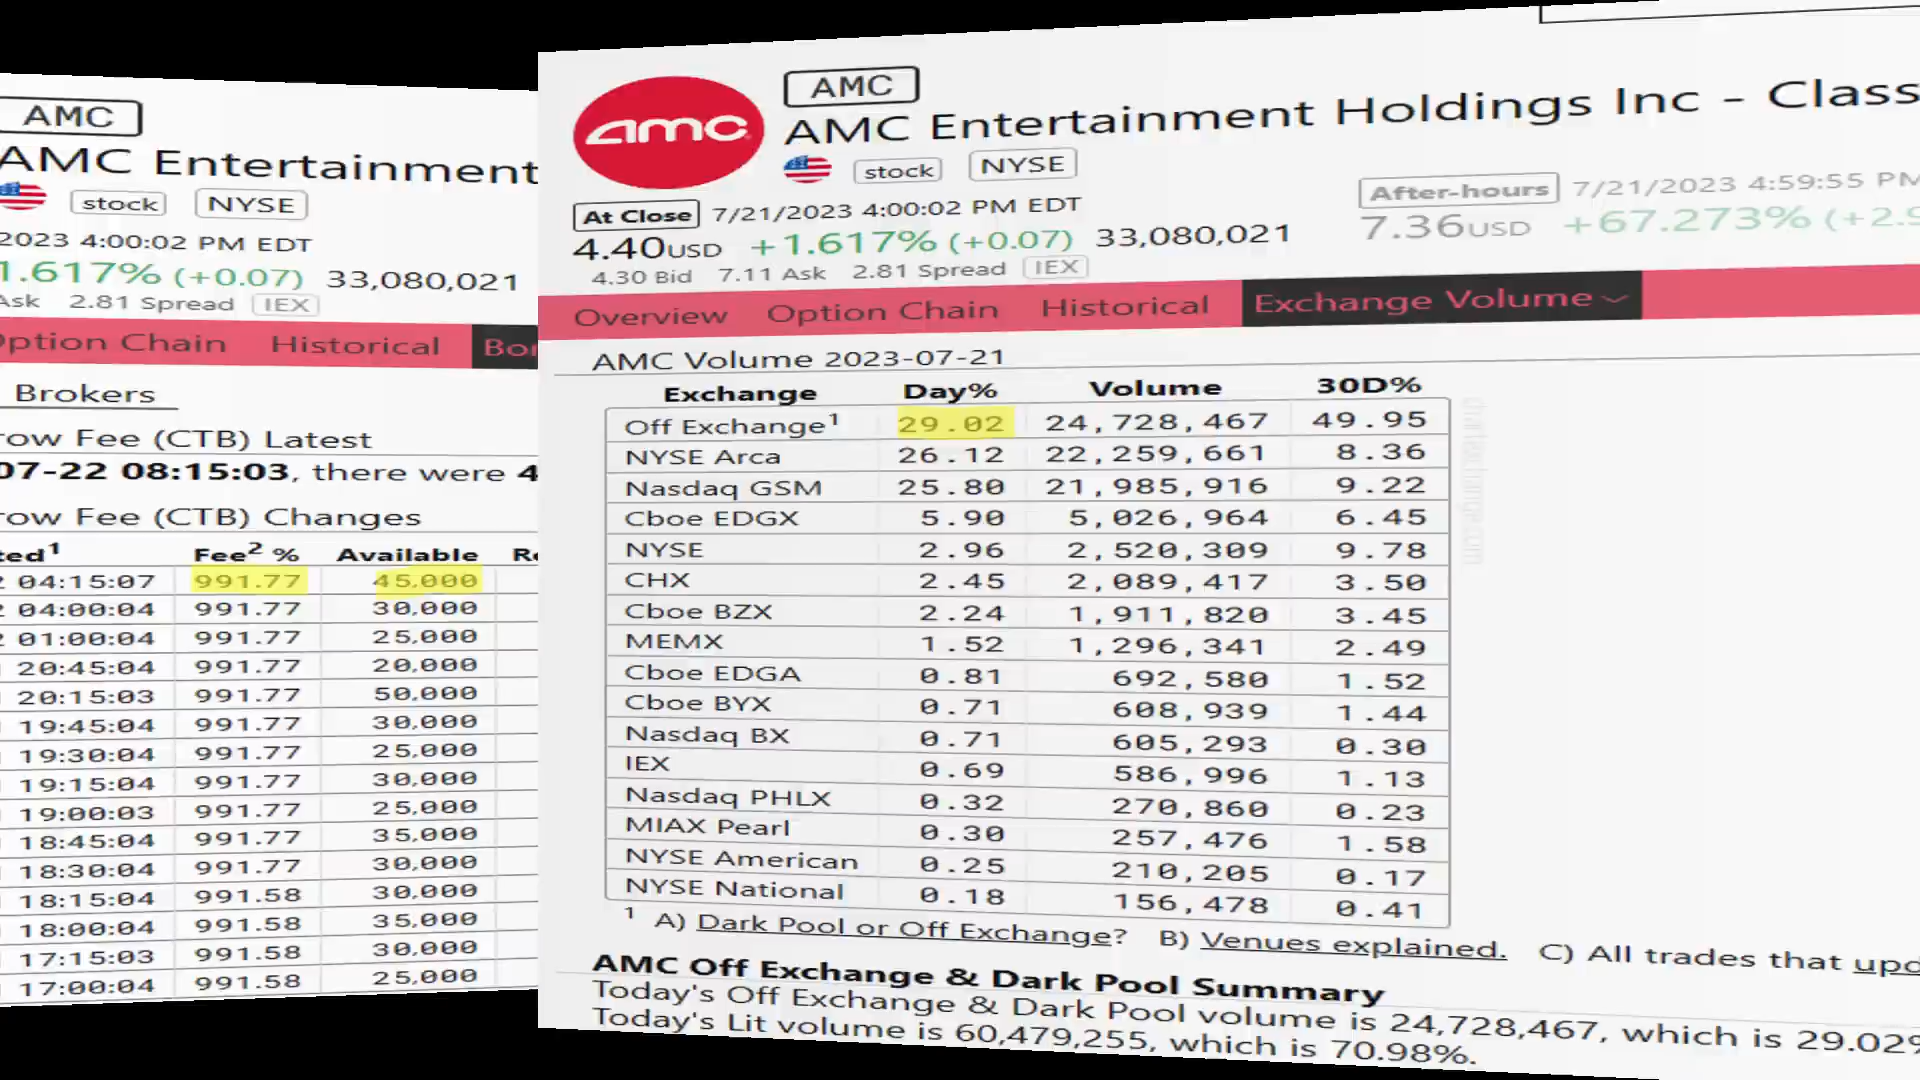 AMC
AMC Entertainment
stock NYSE
2023 4:00:02 PM EDT
1.617% (+0.07) 33,080,021
Ask 2.81 Spread IEX
Option Chain Historical
Brokers
row Fee (CTB) Latest
07-22 08:15:03, there were 4
row Fee (CTB) Changes
ted1 Fee2 % Available
04:15:07 991.77 45,000
04:00:04 991.77 30,000
01:00:04 991.77 25,000
20:45:04 991.77 20,000
20:15:03 991.77 50,000
19:45:04 991.77 30,000
19:30:04 991.77 25,000
19:15:04 991.77 30,000
19:00:03 991.77 25,000
18:45:04 991.77 35,000
18:30:04 991.77 30,000
18:15:04 991.58 30,000
18:00:04 991.58 35,000
17:15:03 991.58 30,000
17:00:04 991.58 25,000
amc
AMC
AMC Entertainment Holdings Inc - Class
stock NYSE
At Close 7/21/2023 4:00:02 PM EDT
4.40USD +1.617% (+0.07) 33,080,021
4.30 Bid 7.11 Ask 2.81 Spread IEX
After-hours 7/21/2023 4:59:55 PM
7.36USD +67.273% (+2.9
Overview Option Chain Historical Exchange Volume
AMC Volume 2023-07-21
Exchange Day% Volume 30D%
Off Exchange1 29.02 24,728,467 49.95
NYSE Arca 26.12 22,259,661 8.36
Nasdaq GSM 25.80 21,985,916 9.22
Cboe EDGX 5.90 5,026,964 6.45
NYSE 2.96 2,520,309 9.78
CHX 2.45 2,089,417 3.50
Cboe BZX 2.24 1,911,820 3.45
MEMX 1.52 1,296,341 2.49
Cboe EDGA 0.81 692,580 1.52
Cboe BYX 0.71 608,939 1.44
Nasdaq BX 0.71 605,293 0.30
IEX 0.69 586,996 1.13
Nasdaq PHLX 0.32 270,860 0.23
MIAX Pearl 0.30 257,476 1.58
NYSE American 0.25 210,205 0.17
NYSE National 0.18 156,478 0.41
chartexchange.com
1 A) Dark Pool or Off Exchange? B) Venues explained. C) All trades that upd
AMC Off Exchange & Dark Pool Summary
Today's Off Exchange & Dark Pool volume is 24,728,467, which is 29.02%
Today's Lit volume is 60,479,255, which is 70.98%.